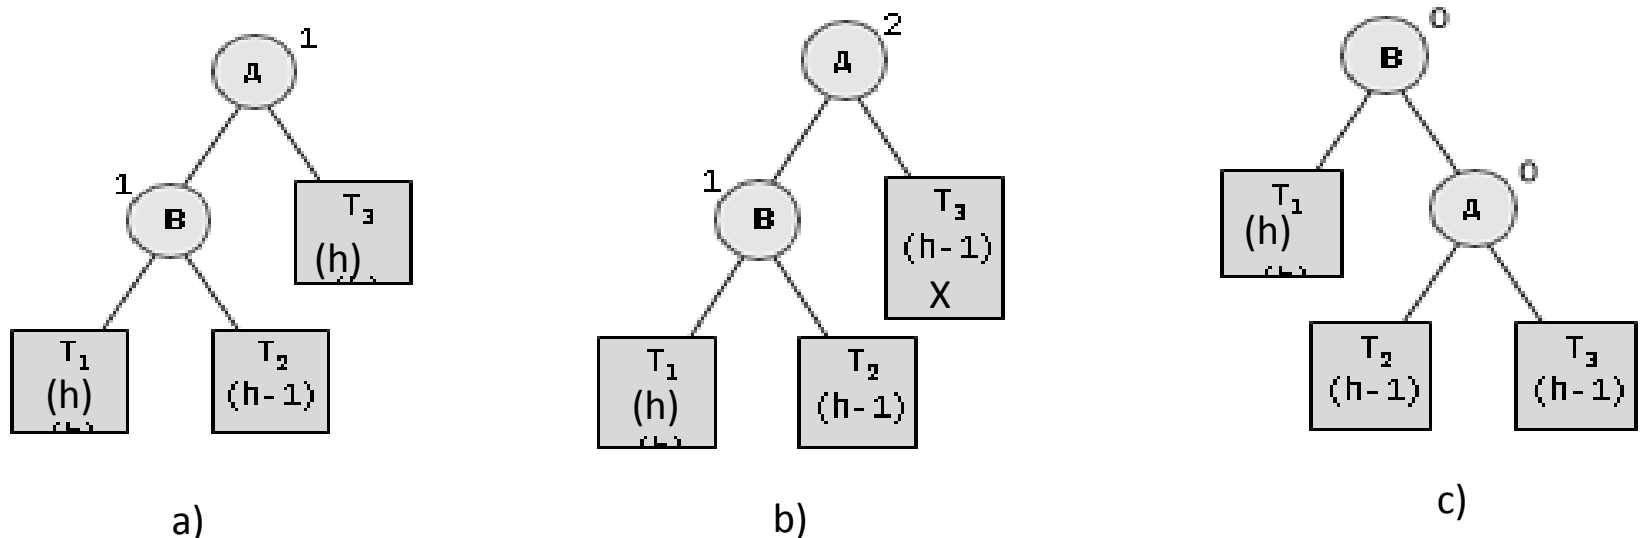 1
A
1
B
T3
(h)
T1
(h)
T2
(h-1)
a)
2
A
1
B
T3
(h-1)
X
T1
(h)
T2
(h-1)
b)
0
B
0
A
T1
(h)
T2
(h-1)
T3
(h-1)
c)